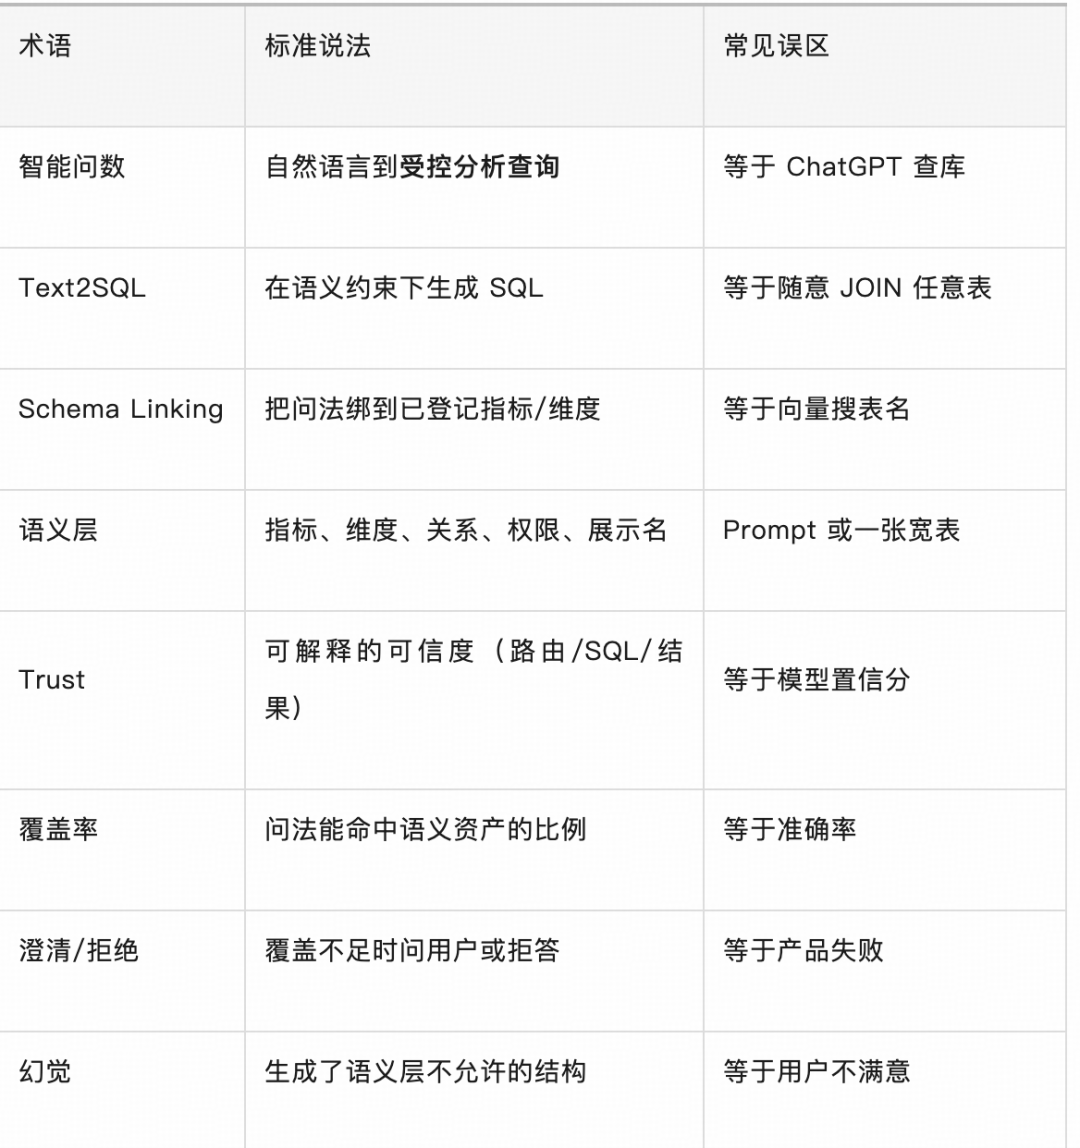 术语 标准说法 常见误区
智能问数 自然语言到受控分析查询 等于 ChatGPT 查库
Text2SQL 在语义约束下生成 SQL 等于随意 JOIN 任意表
Schema Linking 把问法绑到已登记指标/维度 等于向量搜表名
语义层 指标、维度、关系、权限、展示名 Prompt 或一张宽表
Trust 可解释的可信度（路由/SQL/结
果） 等于模型置信分
覆盖率 问法能命中语义资产的比例 等于准确率
澄清/拒绝 覆盖不足时问用户或拒答 等于产品失败
幻觉 生成了语义层不允许的结构 等于用户不满意